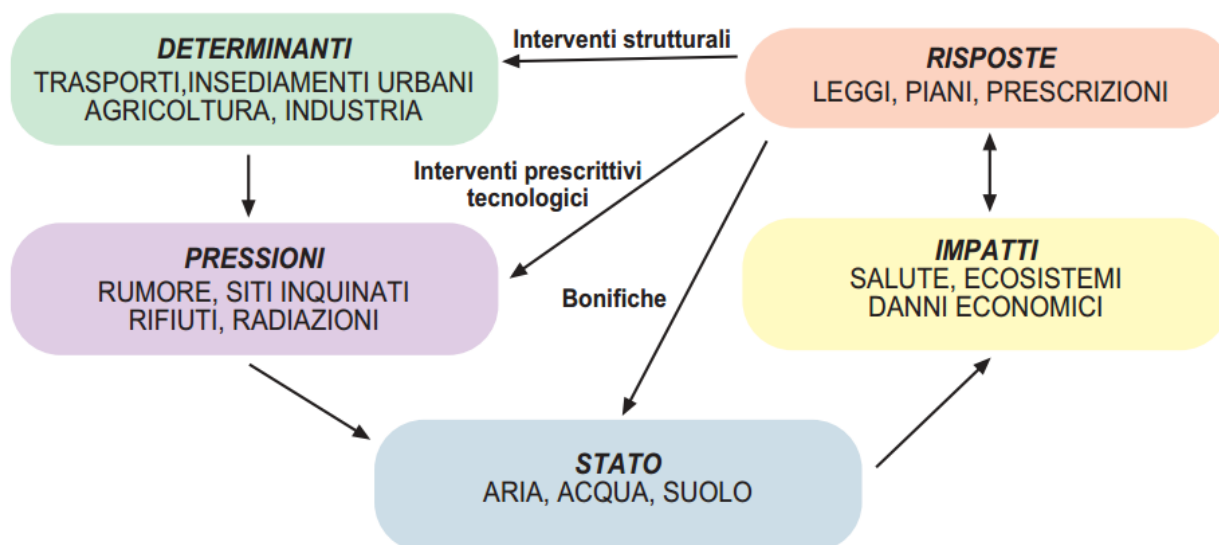 DETERMINANTI
TRASPORTI,INSEDIAMENTI URBANI
AGRICOLTURA, INDUSTRIA
Interventi strutturali
RISPOSTE
LEGGI, PIANI, PRESCRIZIONI
Interventi prescrittivi
tecnologici
PRESSIONI
RUMORE, SITI INQUINATI
RIFIUTI, RADIAZIONI
Bonifiche
IMPATTI
SALUTE, ECOSISTEMI
DANNI ECONOMICI
STATO
ARIA, ACQUA, SUOLO